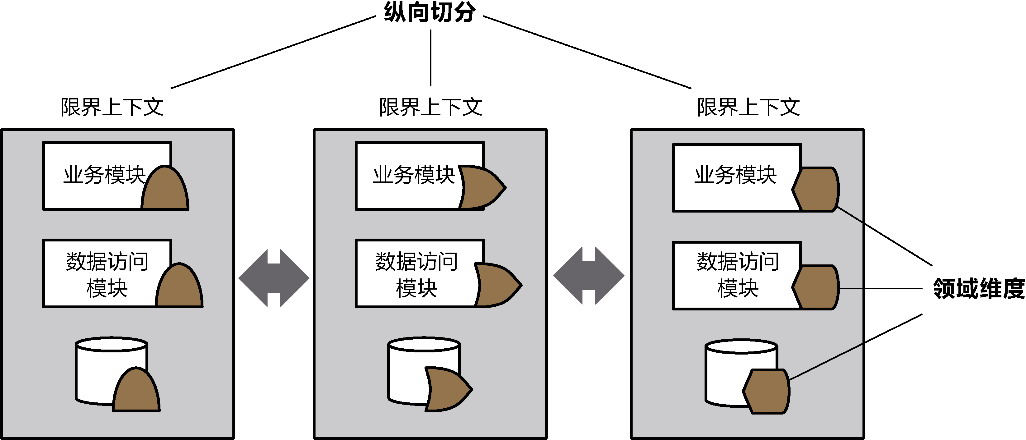 纵向切分
限界上下文
限界上下文
限界上下文
业务模块
业务模块
业务模块
数据访问
模块
数据访问
模块
数据访问
模块
领域维度